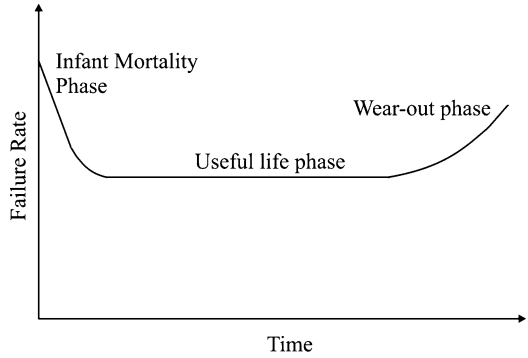 Infant Mortality
Phase
Wear-out phase
Useful life phase
Failure Rate
Time